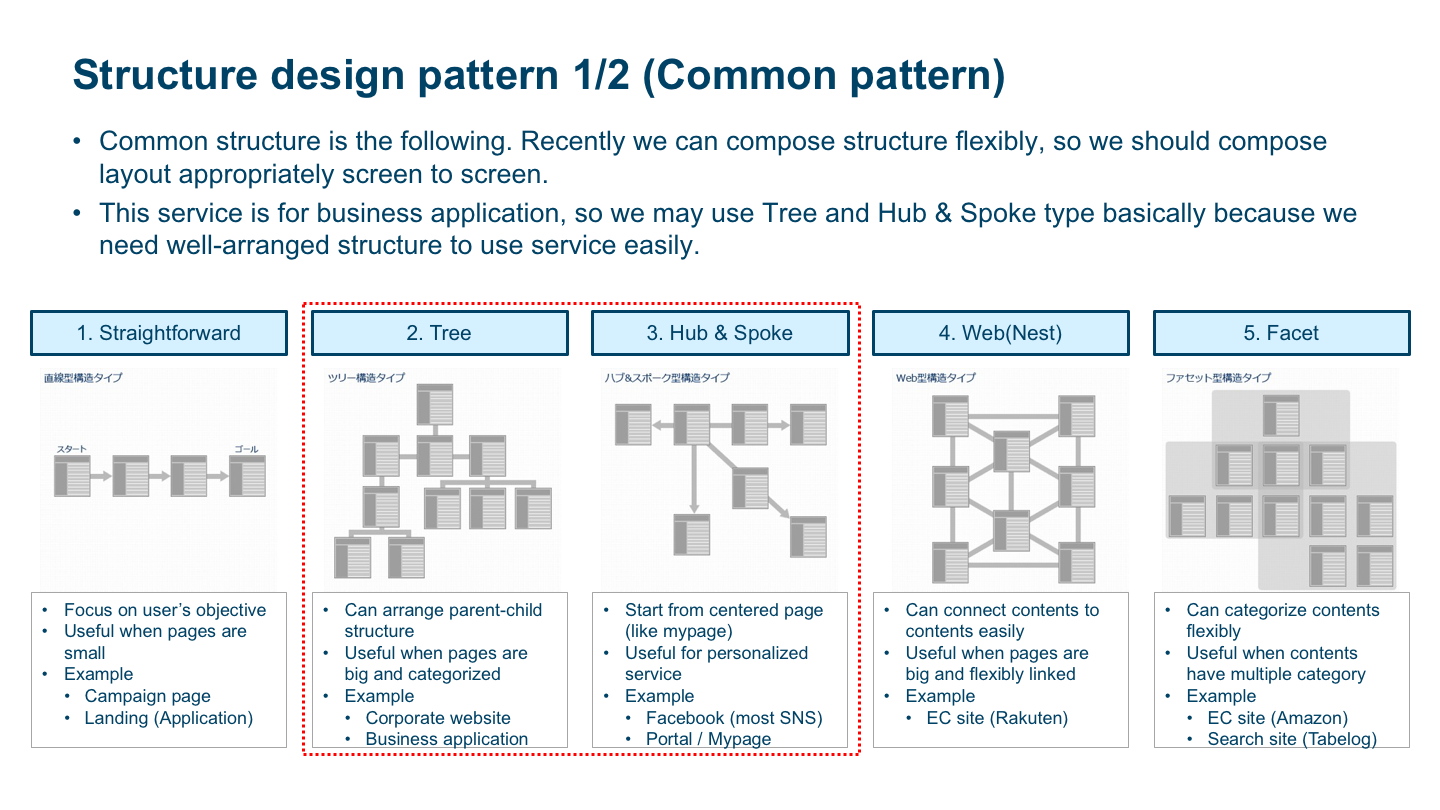 Structure design pattern 1/2 (Common pattern)
• Common structure is the following. Recently we can compose structure flexibly, so we should compose
layout appropriately screen to screen.
• This service is for business application, so we may use Tree and Hub & Spoke type basically because we
need well-arranged structure to use service easily.
1. Straightforward
直線型構造タイプ
スタート
ゴール
• Focus on user's objective
• Useful when pages are
small
• Example
• Campaign page
• Landing (Application)
2. Tree
ツリー構造タイプ
• Can arrange parent-child
structure
• Useful when pages are
big and categorized
• Example
• Corporate website
• Business application
3. Hub & Spoke
ハブ&スポーク型構造タイプ
• Start from centered page
(like mypage)
• Useful for personalized
service
• Example
• Facebook (most SNS)
• Portal / Mypage
4. Web(Nest)
Web型構造タイプ
• Can connect contents to
contents easily
• Useful when pages are
big and flexibly linked
• Example
• EC site (Rakuten)
5. Facet
ファセット型構造タイプ
• Can categorize contents
flexibly
• Useful when contents
have multiple category
• Example
• EC site (Amazon)
• Search site (Tabelog)